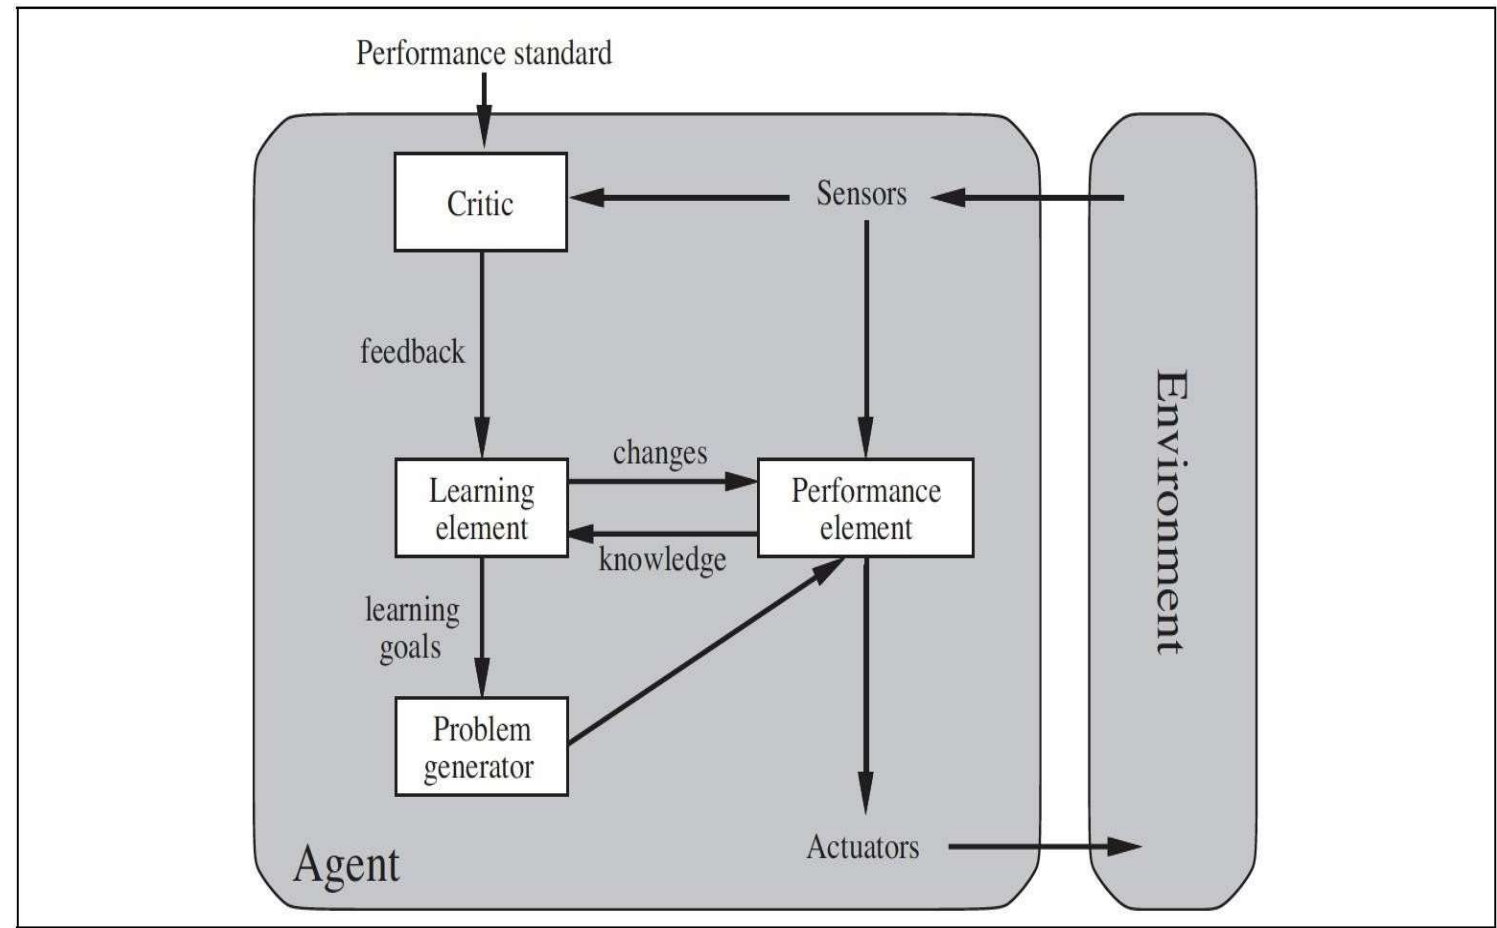 Performance standard
Critic
Sensors
feedback
changes
Learning
element
Performance
element
knowledge
learning
goals
Problem
generator
Actuators
Agent
Environment